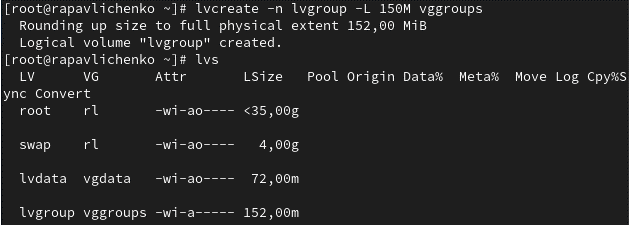 [root@rapavlichenko ~]# lvcreate -n lvgroup -L 150M vggroups
  Rounding up size to full physical extent 152,00 MiB
  Logical volume "lvgroup" created.
[root@rapavlichenko ~]# lvs
  LV      VG       Attr       LSize   Pool Origin Data%  Meta%  Move Log Cpy%S
ync Convert
  root    rl       -wi-ao---- <35,00g
  swap    rl       -wi-ao----   4,00g
  lvdata  vgdata   -wi-ao----  72,00m
  lvgroup vggroups -wi-a----- 152,00m